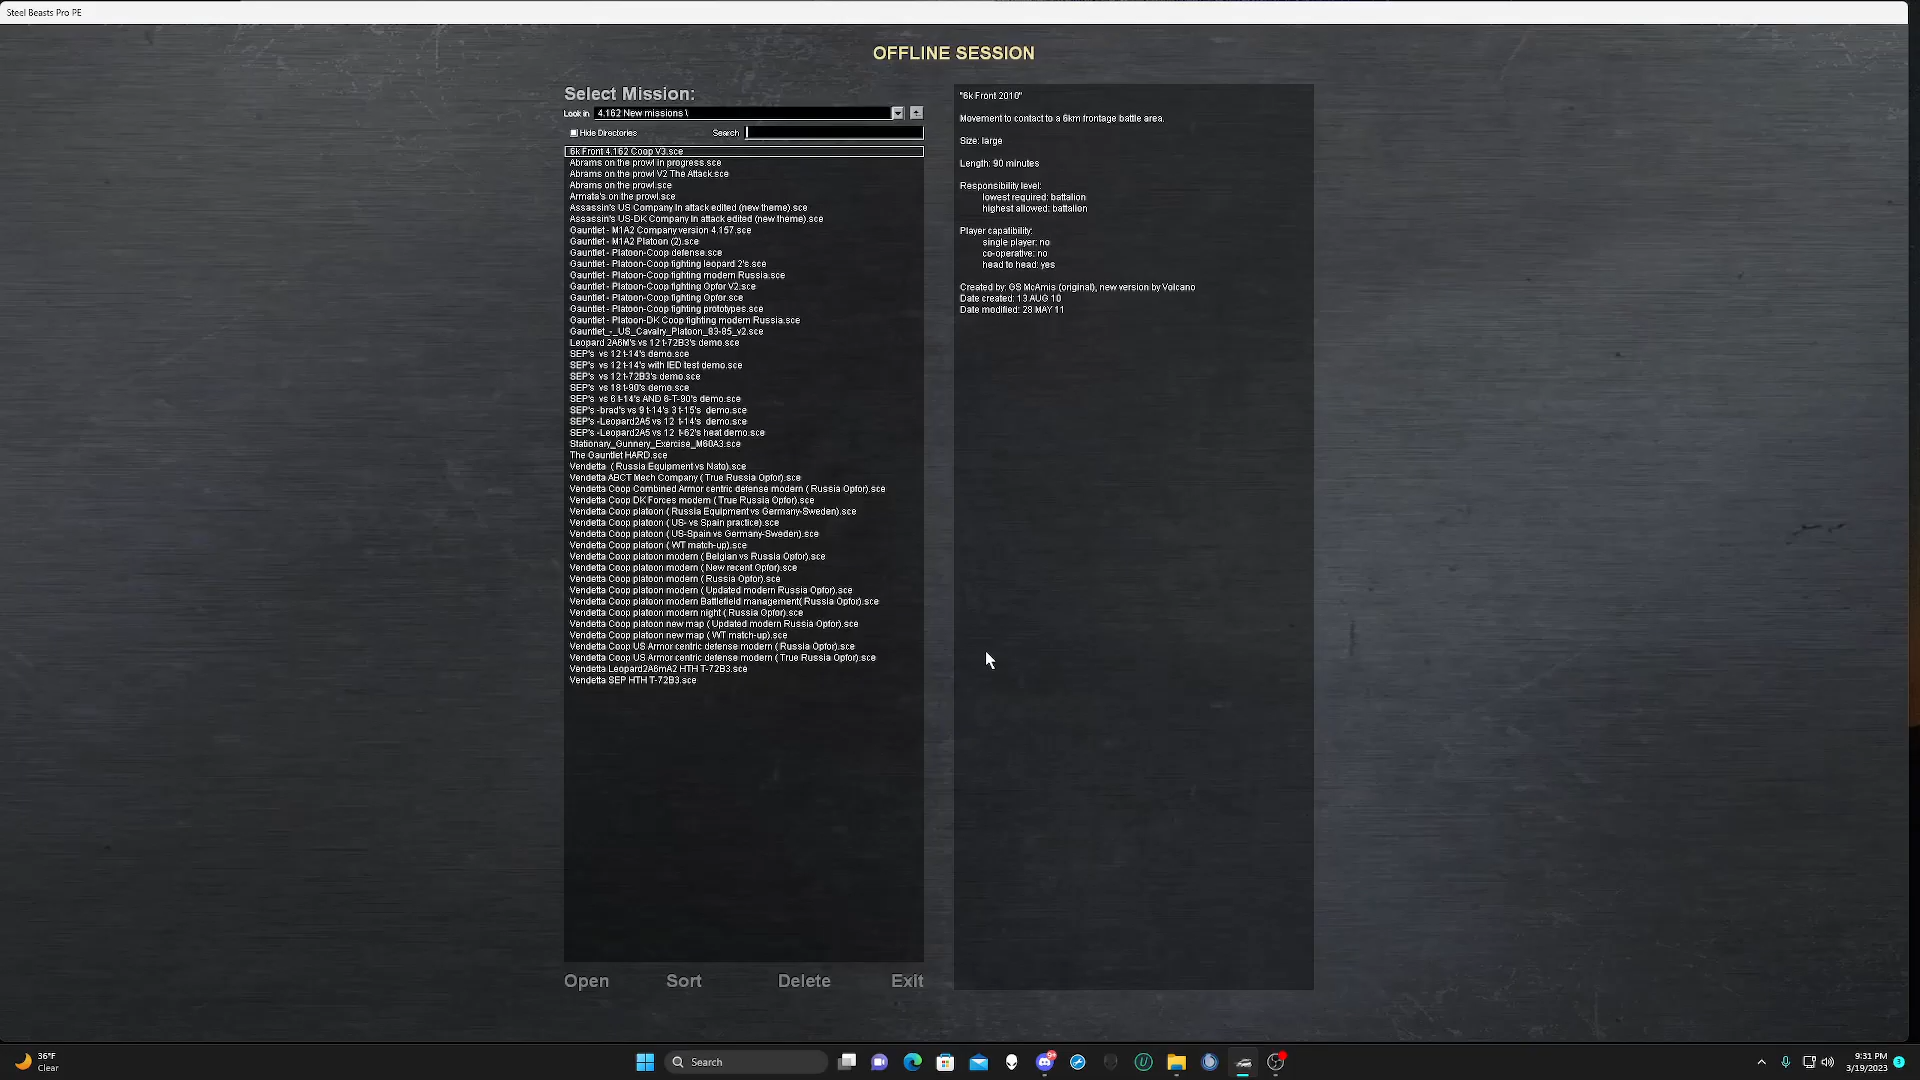 Steel Beasts Pro PE
OFFLINE SESSION
Select Mission:
Look in 4.162 New missions \
Hide Directories Search
6k Front 4.162 Coop V3.sce
Abrams on the prowl in progress.sce
Abrams on the prowl V2 The Attack.sce
Abrams on the prowl.sce
Armata's on the prowl.sce
Assassin's US Company In attack edited (new theme).sce
Assassin's US-DK Company In attack edited (new theme).sce
Gauntlet - M1A2 Company version 4.157.sce
Gauntlet - M1A2 Platoon (2).sce
Gauntlet - Platoon-Coop defense.sce
Gauntlet - Platoon-Coop fighting leopard 2's.sce
Gauntlet - Platoon-Coop fighting modern Russia.sce
Gauntlet - Platoon-Coop fighting Opfor V2.sce
Gauntlet - Platoon-Coop fighting Opfor.sce
Gauntlet - Platoon-Coop fighting prototypes.sce
Gauntlet - Platoon-DK Coop fighting modern Russia.sce
Gauntlet_-_US_Cavalry_Platoon_83-85_v2.sce
Leopard 2A6M's vs 12 t-72B3's demo.sce
SEP's  vs 12 t-14's demo.sce
SEP's  vs 12 t-14's with IED test demo.sce
SEP's  vs 12 t-72B3's demo.sce
SEP's  vs 18 t-90's demo.sce
SEP's  vs 6 t-14's AND 6-T-90's demo.sce
SEP's -brad's vs 9 t-14's 3 t-15's  demo.sce
SEP's -Leopard2A5 vs 12  t-14's  demo.sce
SEP's -Leopard2A5 vs 12  t-62's heat demo.sce
Stationary_Gunnery_Exercise_M60A3.sce
The Gauntlet HARD.sce
Vendetta  ( Russia Equipment vs Nato).sce
Vendetta ABCT Mech Company ( True Russia Opfor).sce
Vendetta Coop Combined Armor centric defense modern ( Russia Opfor).sce
Vendetta Coop DK Forces modern ( True Russia Opfor).sce
Vendetta Coop platoon ( Russia Equipment vs Germany-Sweden).sce
Vendetta Coop platoon ( US- vs Spain practice).sce
Vendetta Coop platoon ( US-Spain vs Germany-Sweden).sce
Vendetta Coop platoon ( WT match-up).sce
Vendetta Coop platoon modern ( Belgian vs Russia Opfor).sce
Vendetta Coop platoon modern ( New recent Opfor).sce
Vendetta Coop platoon modern ( Russia Opfor).sce
Vendetta Coop platoon modern ( Updated modern Russia Opfor).sce
Vendetta Coop platoon modern Battlefield management( Russia Opfor).sce
Vendetta Coop platoon modern night ( Russia Opfor).sce
Vendetta Coop platoon new map ( Updated modern Russia Opfor).sce
Vendetta Coop platoon new map ( WT match-up).sce
Vendetta Coop US Armor centric defense modern ( Russia Opfor).sce
Vendetta Coop US Armor centric defense modern ( True Russia Opfor).sce
Vendetta Leopard2A6mA2 HTH T-72B3.sce
Vendetta SEP HTH T-72B3.sce
Open Sort Delete Exit
"6k Front 2010"
Movement to contact to a 6km frontage battle area.
Size: large
Length: 90 minutes
Responsibility level:
lowest required: battalion
highest allowed: battalion
Player capability:
single player: no
co-operative: no
head to head: yes
Created by: GS McAmis (original), new version by Volcano
Date created: 13 AUG 10
Date modified: 28 MAY 11
36°F
Clear
Search
9:31 PM
3/19/2023
3